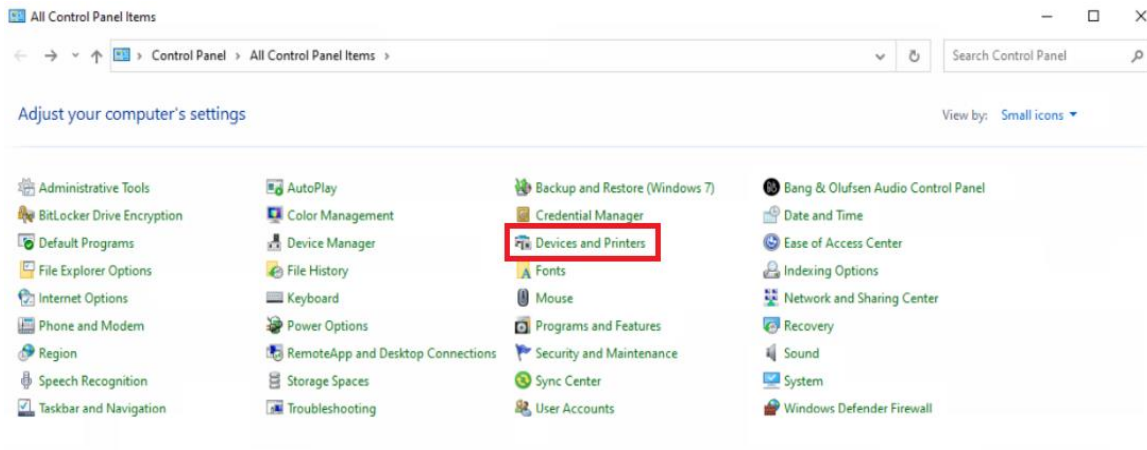 All Control Panel Items
Control Panel › All Control Panel Items ›
Search Control Panel
Adjust your computer's settings
View by: Small icons
Administrative Tools AutoPlay Backup and Restore (Windows 7) Bang & Olufsen Audio Control Panel
BitLocker Drive Encryption Color Management Credential Manager Date and Time
Default Programs Device Manager Devices and Printers Ease of Access Center
File Explorer Options File History Fonts Indexing Options
Internet Options Keyboard Mouse Network and Sharing Center
Phone and Modem Power Options Programs and Features Recovery
Region RemoteApp and Desktop Connections Security and Maintenance Sound
Speech Recognition Storage Spaces Sync Center System
Taskbar and Navigation Troubleshooting User Accounts Windows Defender Firewall